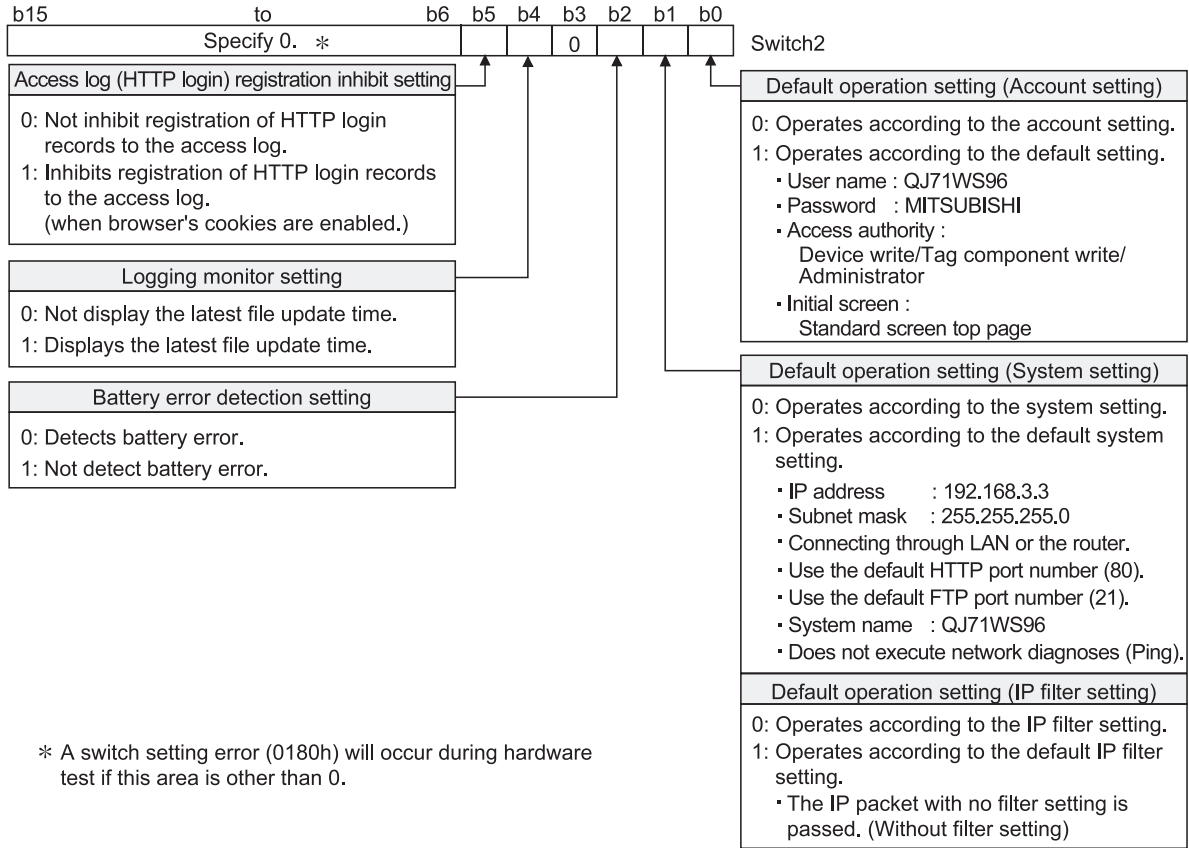 b15 to b6 b5 b4 b3 b2 b1 b0
Specify 0. * 0 Switch2
Access log (HTTP login) registration inhibit setting
0: Not inhibit registration of HTTP login
records to the access log.
1: Inhibits registration of HTTP login records
to the access log.
(when browser's cookies are enabled.)
Logging monitor setting
0: Not display the latest file update time.
1: Displays the latest file update time.
Battery error detection setting
0: Detects battery error.
1: Not detect battery error.
Default operation setting (Account setting)
0: Operates according to the account setting.
1: Operates according to the default setting.
・User name : QJ71WS96
・Password : MITSUBISHI
・Access authority :
Device write/Tag component write/
Administrator
・Initial screen :
Standard screen top page
Default operation setting (System setting)
0: Operates according to the system setting.
1: Operates according to the default system
setting.
・IP address : 192.168.3.3
・Subnet mask : 255.255.255.0
・Connecting through LAN or the router.
・Use the default HTTP port number (80).
・Use the default FTP port number (21).
・System name : QJ71WS96
・Does not execute network diagnoses (Ping).
Default operation setting (IP filter setting)
0: Operates according to the IP filter setting.
1: Operates according to the default IP filter
setting.
・The IP packet with no filter setting is
passed. (Without filter setting)
* A switch setting error (0180h) will occur during hardware
test if this area is other than 0.